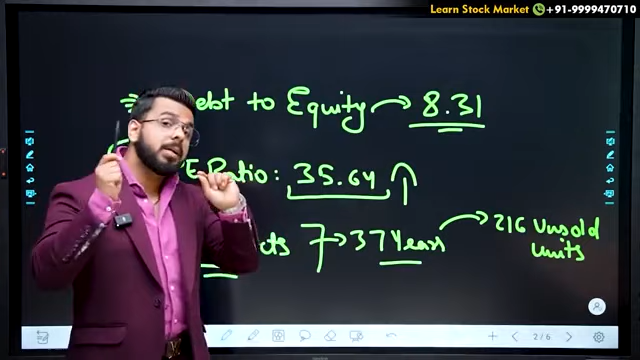 Learn Stock Market +91-9999470710
ebt to Equity → 8.31
E Ratio: 35.64 ↑
cts 7 → 37 Years → 216 Unsold
Units
2/6